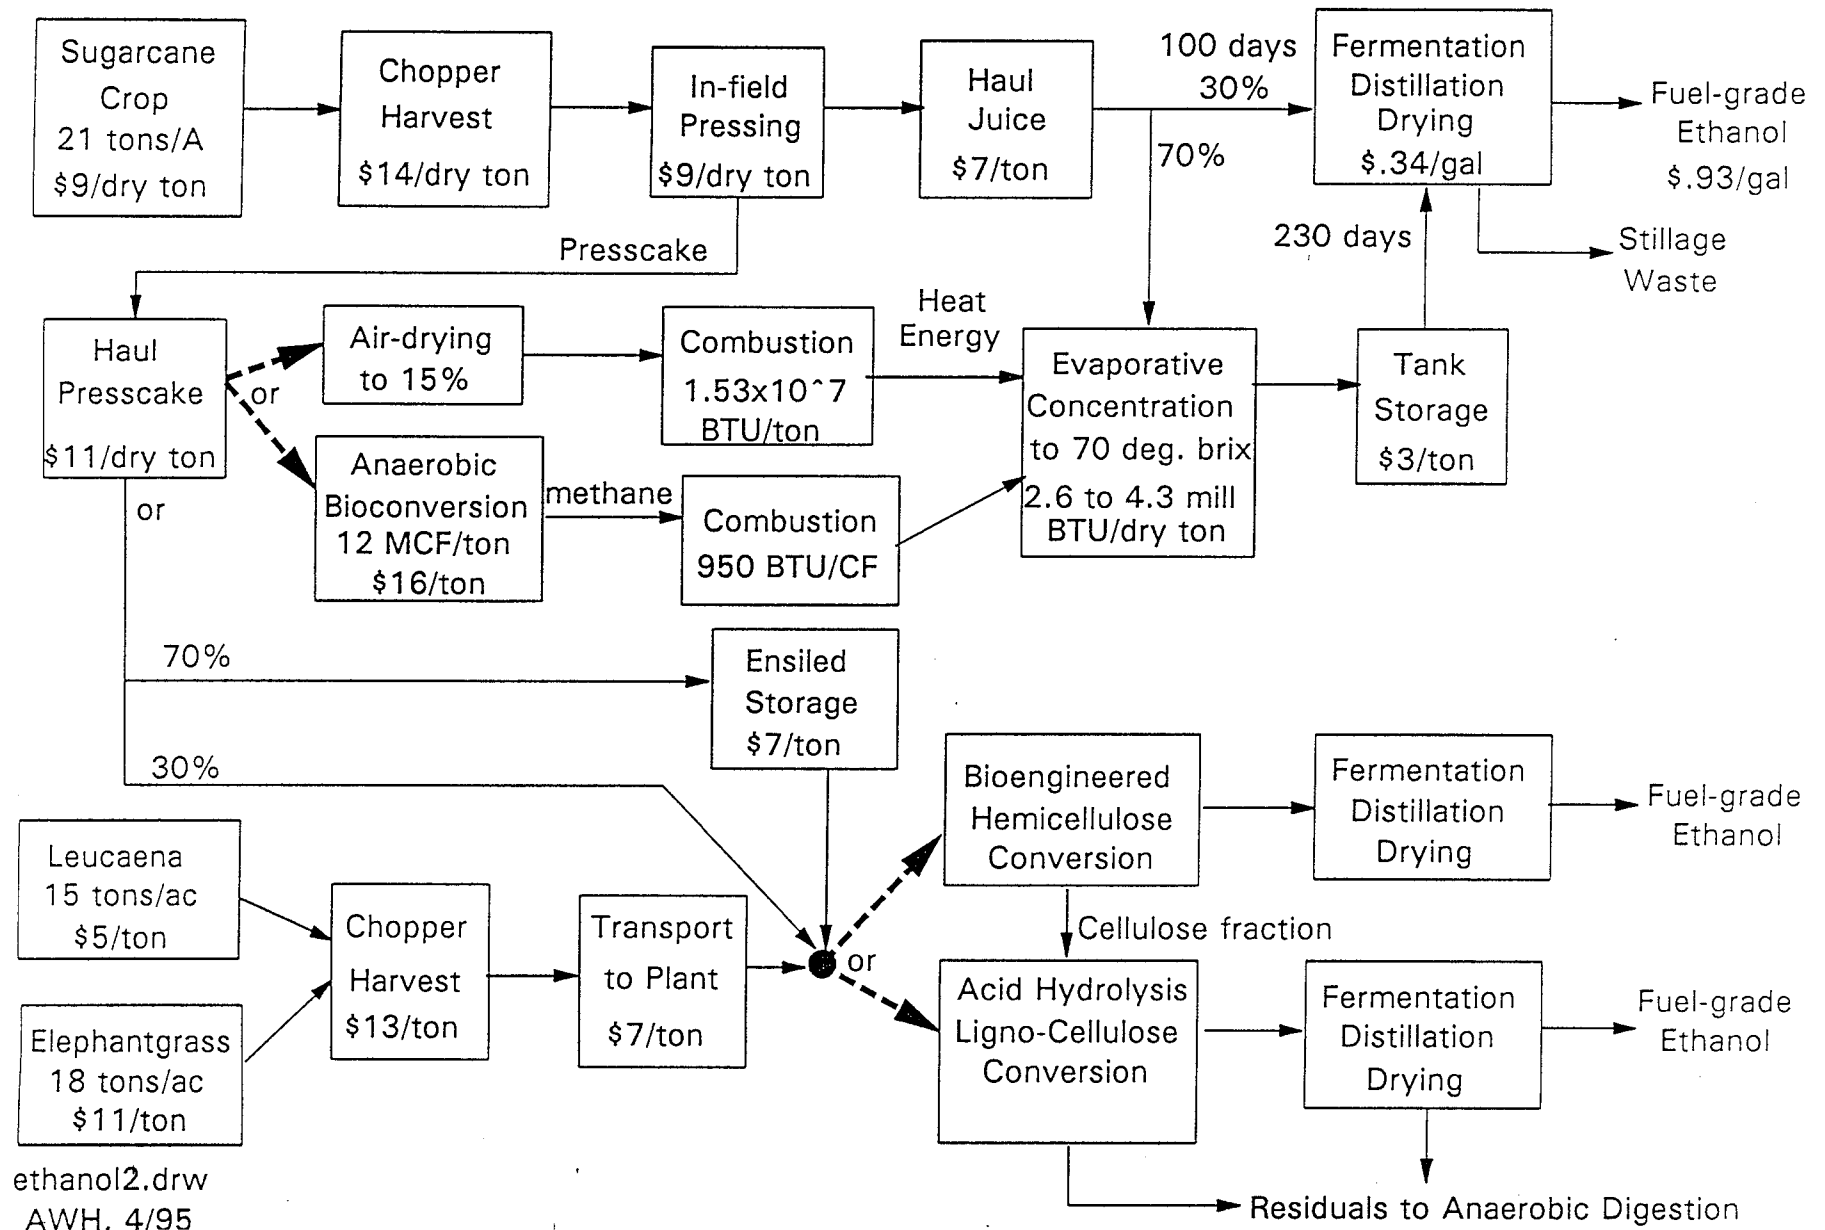 Sugarcane
Crop
21 tons/A
$9/dry ton
Chopper
Harvest
$14/dry ton
In-field
Pressing
$9/dry ton
Haul
Juice
$7/ton
100 days
30%
70%
Fermentation
Distillation
Drying
$.34/gal
Fuel-grade
Ethanol
$.93/gal
230 days
Stillage
Waste
Presscake
Haul
Presscake
$11/dry ton
or
Air-drying
to 15%
Combustion
1.53x10^7
BTU/ton
Heat
Energy
Evaporative
Concentration
to 70 deg. brix
2.6 to 4.3 mill
BTU/dry ton
Tank
Storage
$3/ton
Anaerobic
Bioconversion
12 MCF/ton
$16/ton
methane
Combustion
950 BTU/CF
or
70%
Ensiled
Storage
$7/ton
30%
Leucaena
15 tons/ac
$5/ton
Elephantgrass
18 tons/ac
$11/ton
Chopper
Harvest
$13/ton
Transport
to Plant
$7/ton
or
Bioengineered
Hemicellulose
Conversion
Fermentation
Distillation
Drying
Fuel-grade
Ethanol
Cellulose fraction
Acid Hydrolysis
Ligno-Cellulose
Conversion
Fermentation
Distillation
Drying
Fuel-grade
Ethanol
Residuals to Anaerobic Digestion
ethanol2.drw
AWH, 4/95